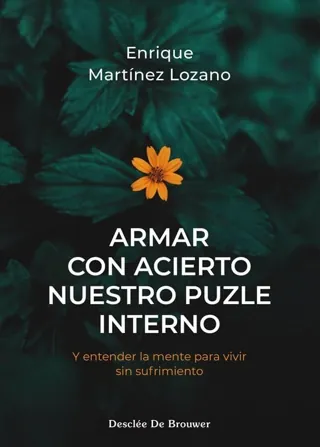 Enrique
Martínez Lozano
ARMAR
CON ACIERTO
NUESTRO PUZLE
INTERNO
Y entender la mente para vivir
sin sufrimiento
Desclée De Brouwer